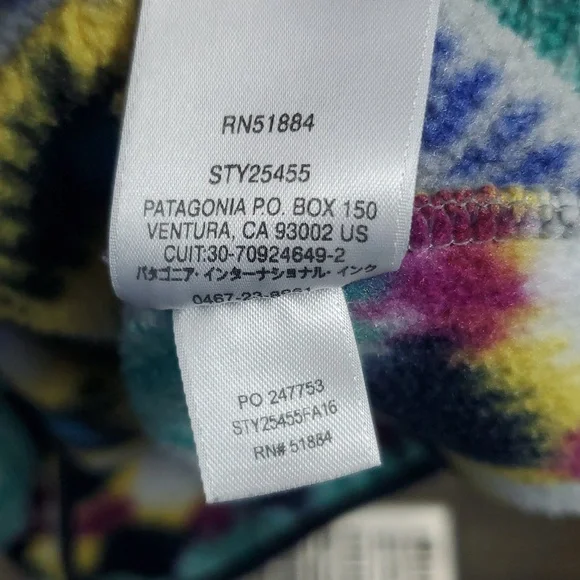 RN51884
STY25455
PATAGONIA P.O. BOX 150
VENTURA, CA 93002 US
CUIT:30-70924649-2
パタゴニア・インターナショナル・インク
PO 247753
STY25455FA16
RN# 51884